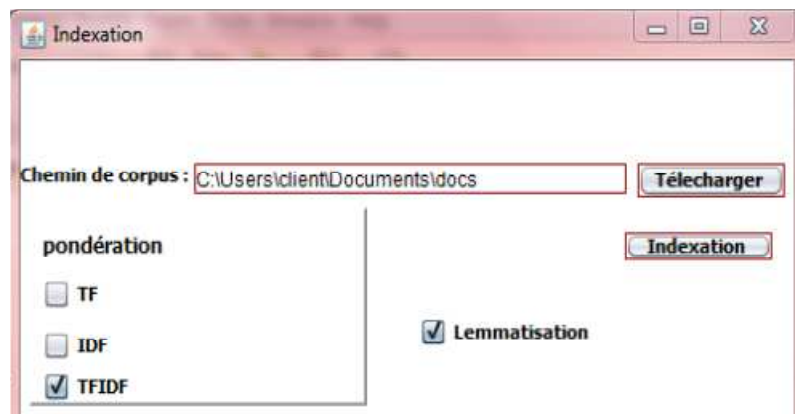 Indexation
Chemin de corpus : C:\Users\client\Documents\docs Télecharger
pondération Indexation
TF
Lemmatisation
IDF
TFIDF